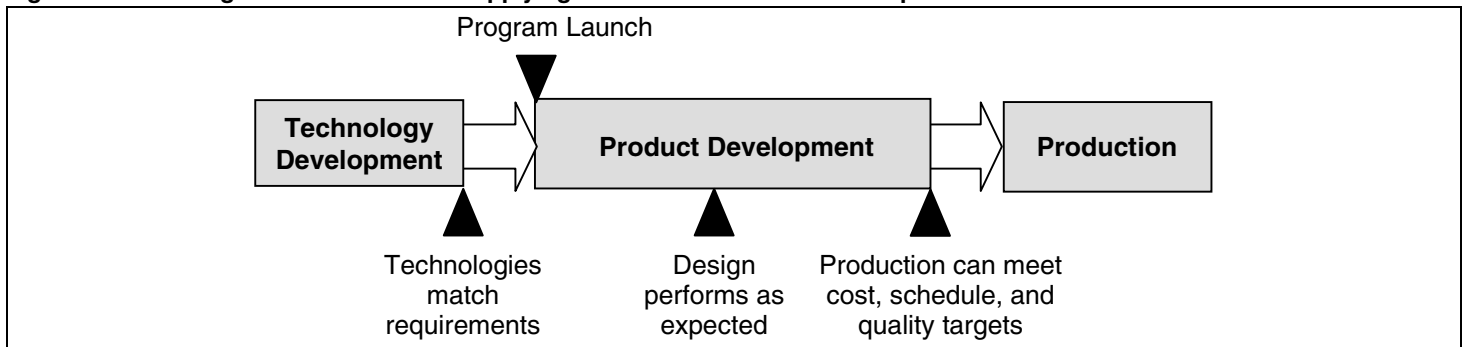 Program Launch
Technology
Development
Product Development
Production
Technologies
match
requirements
Design
performs as
expected
Production can meet
cost, schedule, and
quality targets